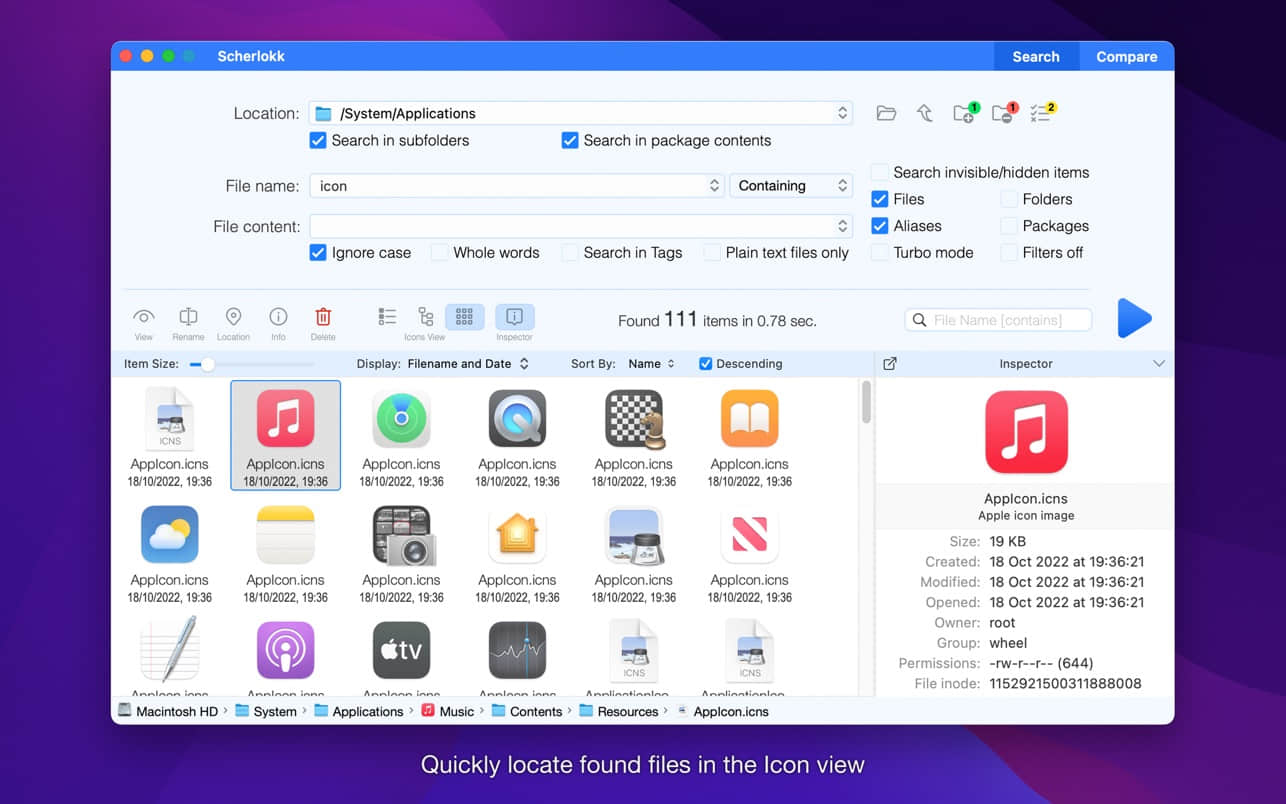 Scherlokk
Search
Compare
Location: /System/Applications
1
1
2
Search in subfolders
Search in package contents
Search invisible/hidden items
File name: icon
Containing
Files
Folders
File content:
Aliases
Packages
Ignore case
Whole words
Search in Tags
Plain text files only
Turbo mode
Filters off
View
Rename
Location
Info
Delete
Icons View
Inspector
Found 111 items in 0.78 sec.
File Name [contains]
Item Size:
Display: Filename and Date
Sort By: Name
Descending
Inspector
ICNS
AppIcon.icns AppIcon.icns AppIcon.icns AppIcon.icns AppIcon.icns AppIcon.icns
18/10/2022, 19:36 18/10/2022, 19:36 18/10/2022, 19:36 18/10/2022, 19:36 18/10/2022, 19:36 18/10/2022, 19:36
AppIcon.icns AppIcon.icns AppIcon.icns AppIcon.icns AppIcon.icns AppIcon.icns
18/10/2022, 19:36 18/10/2022, 19:36 18/10/2022, 19:36 18/10/2022, 19:36 18/10/2022, 19:36 18/10/2022, 19:36
tv
ICNS
ICNS
AppIcon.icns AppIcon.icns AppIcon.icns AppIcon.icns
AppIcon.icns
Apple icon image
Size: 19 KB
Created: 18 Oct 2022 at 19:36:21
Modified: 18 Oct 2022 at 19:36:21
Opened: 18 Oct 2022 at 19:36:21
Owner: root
Group: wheel
Permissions: -rw-r--r-- (644)
File inode: 1152921500311888008
Macintosh HD › System › Applications › Music › Contents › Resources › AppIcon.icns
Quickly locate found files in the Icon view